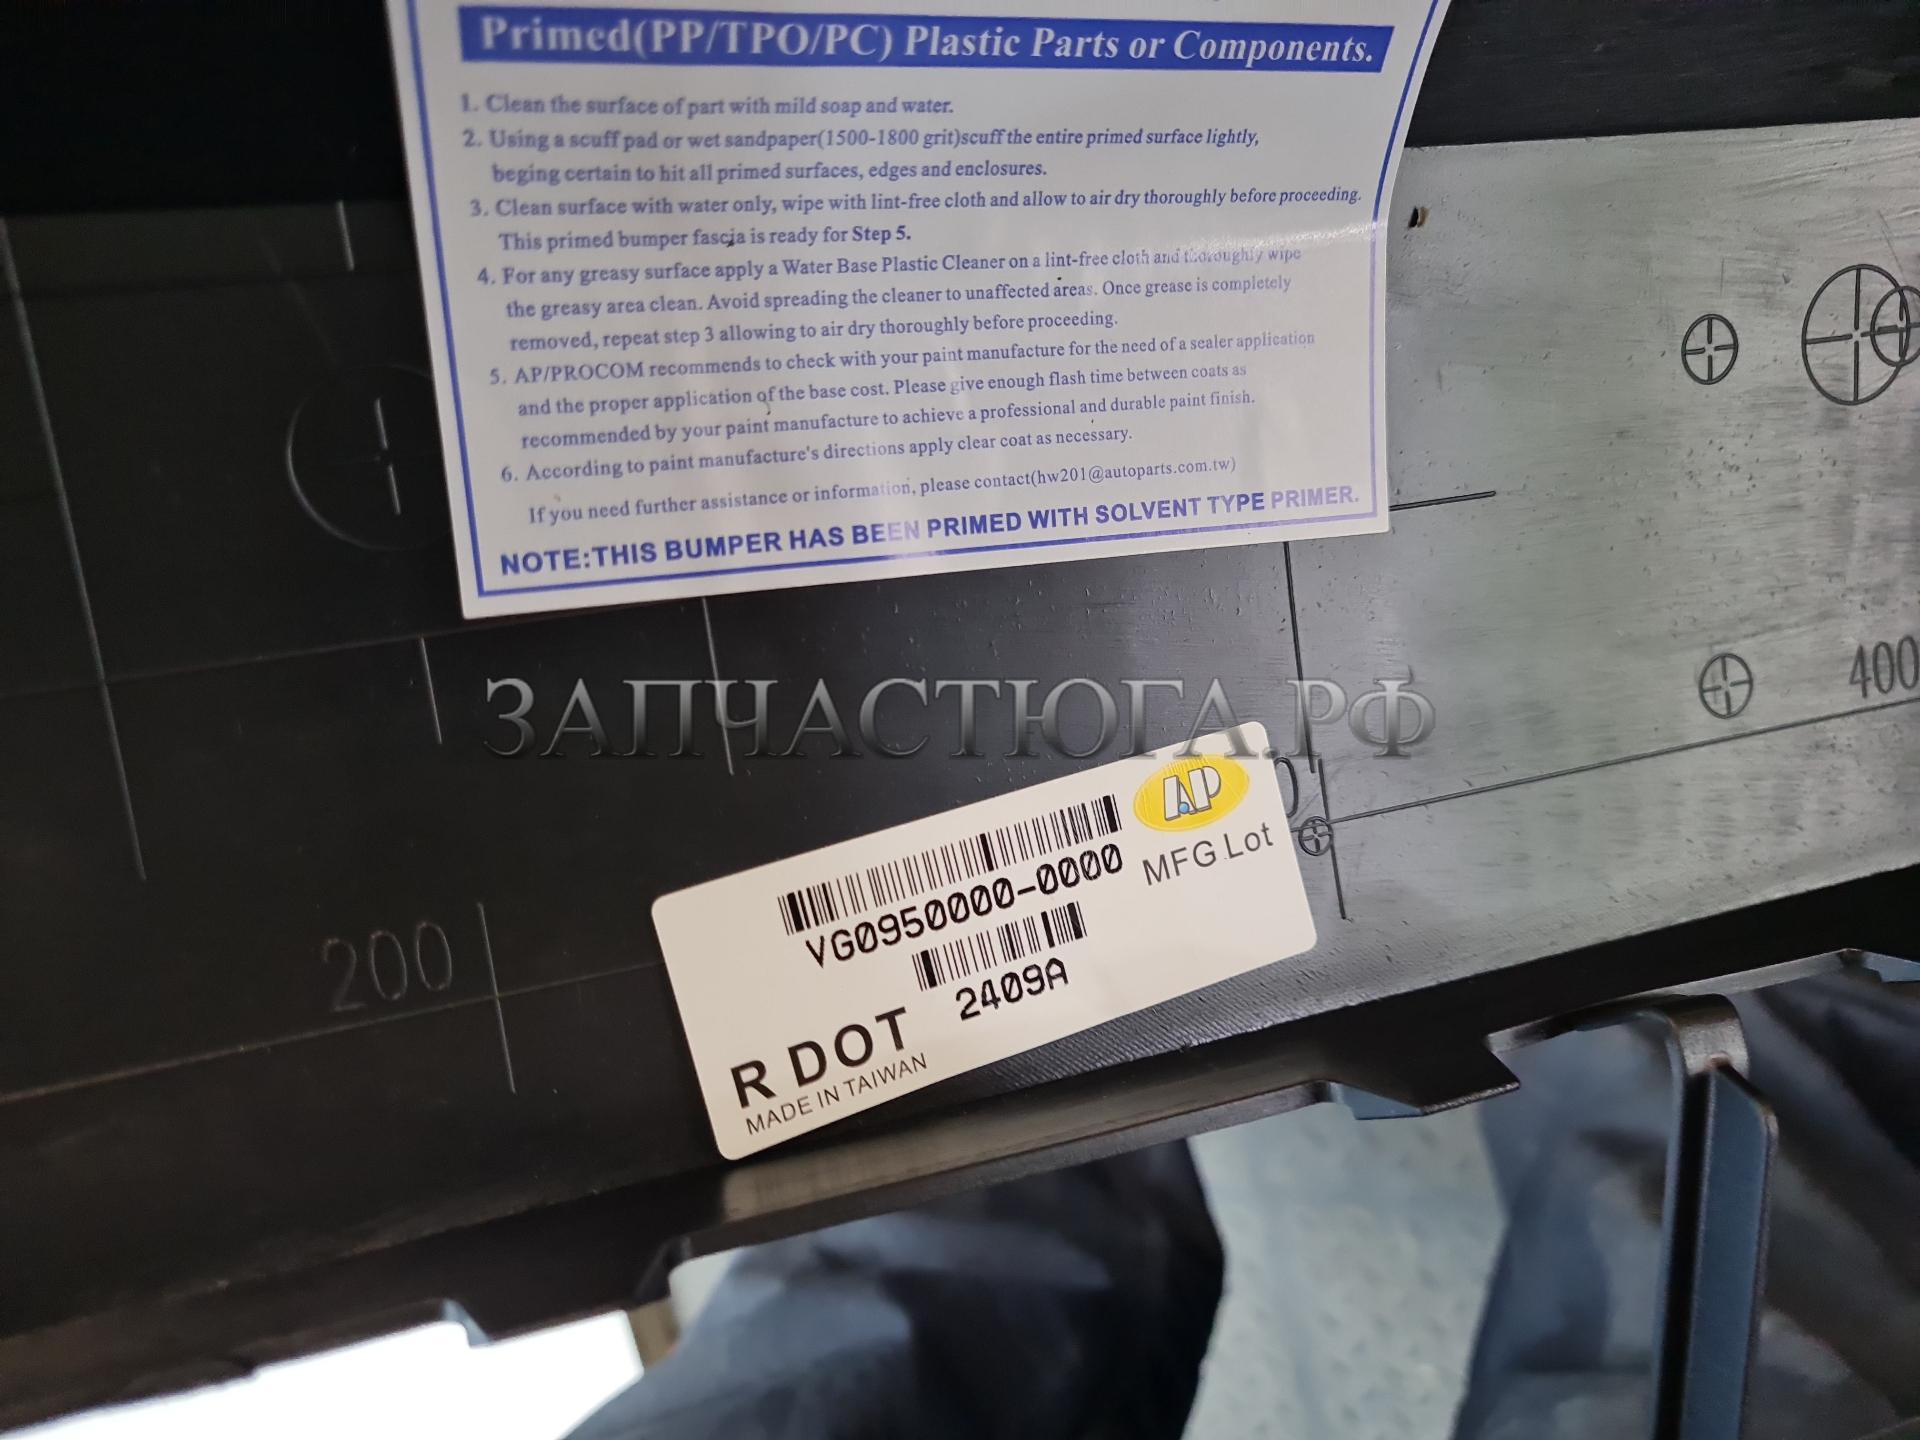 Primed(PP/TPO/PC) Plastic Parts or Components.
1. Clean the surface of part with mild soap and water.
2. Using a scuff pad or wet sandpaper(1500-1800 grit)scuff the entire primed surface lightly,
beging certain to hit all primed surfaces, edges and enclosures.
3. Clean surface with water only, wipe with lint-free cloth and allow to air dry thoroughly before proceeding.
This primed bumper fascia is ready for Step 5.
4. For any greasy surface apply a Water Base Plastic Cleaner on a lint-free cloth and thoroughly wipe
the greasy area clean. Avoid spreading the cleaner to unaffected areas. Once grease is completely
removed, repeat step 3 allowing to air dry thoroughly before proceeding.
5. AP/PROCOM recommends to check with your paint manufacture for the need of a sealer application
and the proper application of the base cost. Please give enough flash time between coats as
recommended by your paint manufacture to achieve a professional and durable paint finish.
6. According to paint manufacture's directions apply clear coat as necessary.
If you need further assistance or information, please contact(hw201@autoparts.com.tw)
NOTE:THIS BUMPER HAS BEEN PRIMED WITH SOLVENT TYPE PRIMER.
400
ЗАПЧАСТЮГА.РФ
AP
VG0950000-0000
MFG Lot
2409A
R DOT
MADE IN TAIWAN
200